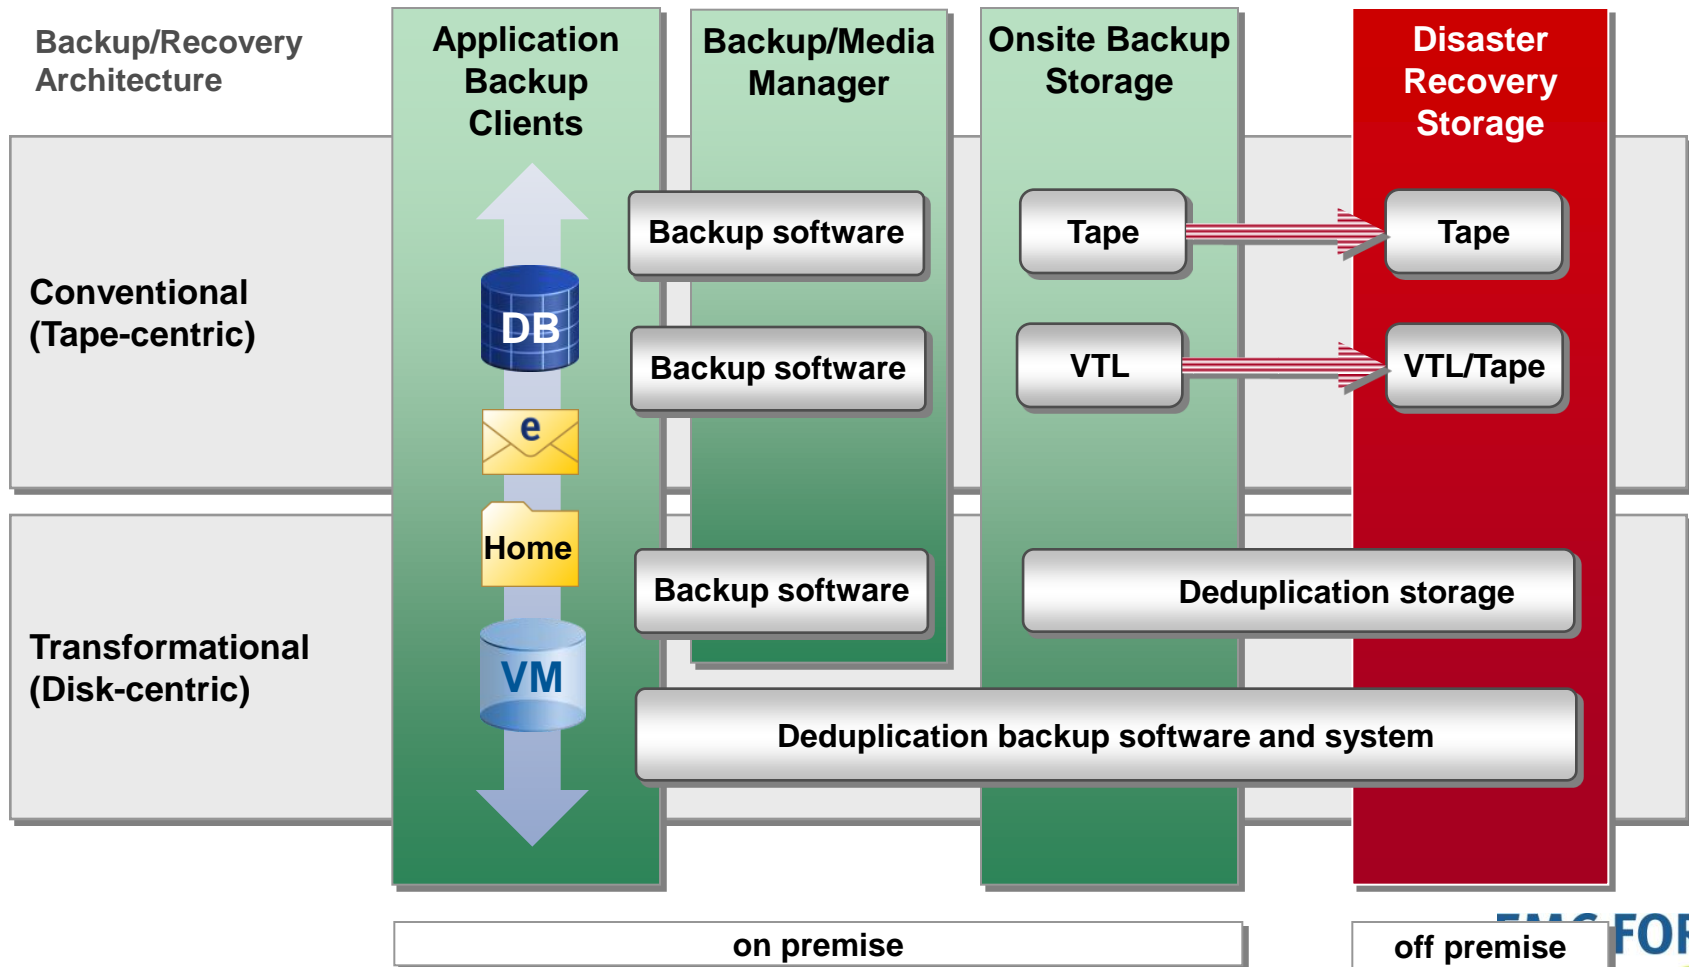 Backup/Recovery
Architecture
Application
Backup
Clients
Backup/Media
Manager
Onsite Backup
Storage
Disaster
Recovery
Storage
Conventional
(Tape-centric)
Backup software
Tape
Tape
DB
Backup software
VTL
VTL/Tape
e
Home
Backup software
Deduplication storage
Transformational
(Disk-centric)
VM
Deduplication backup software and system
on premise
off premise